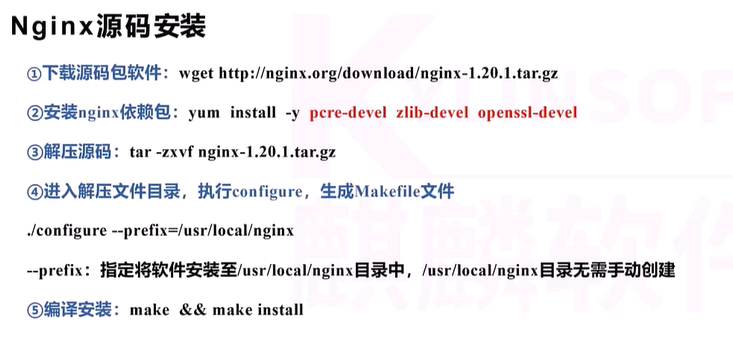 Nginx源码安装
①下载源码包软件：wget http://nginx.org/download/nginx-1.20.1.tar.gz
②安装nginx依赖包：yum install -y pcre-devel zlib-devel openssl-devel
③解压源码：tar -zxvf nginx-1.20.1.tar.gz
④进入解压文件目录，执行configure，生成Makefile文件
./configure --prefix=/usr/local/nginx
--prefix：指定将软件安装至/usr/local/nginx目录中，/usr/local/nginx目录无需手动创建
⑤编译安装：make && make install
KYLINSOF
麒麟软件